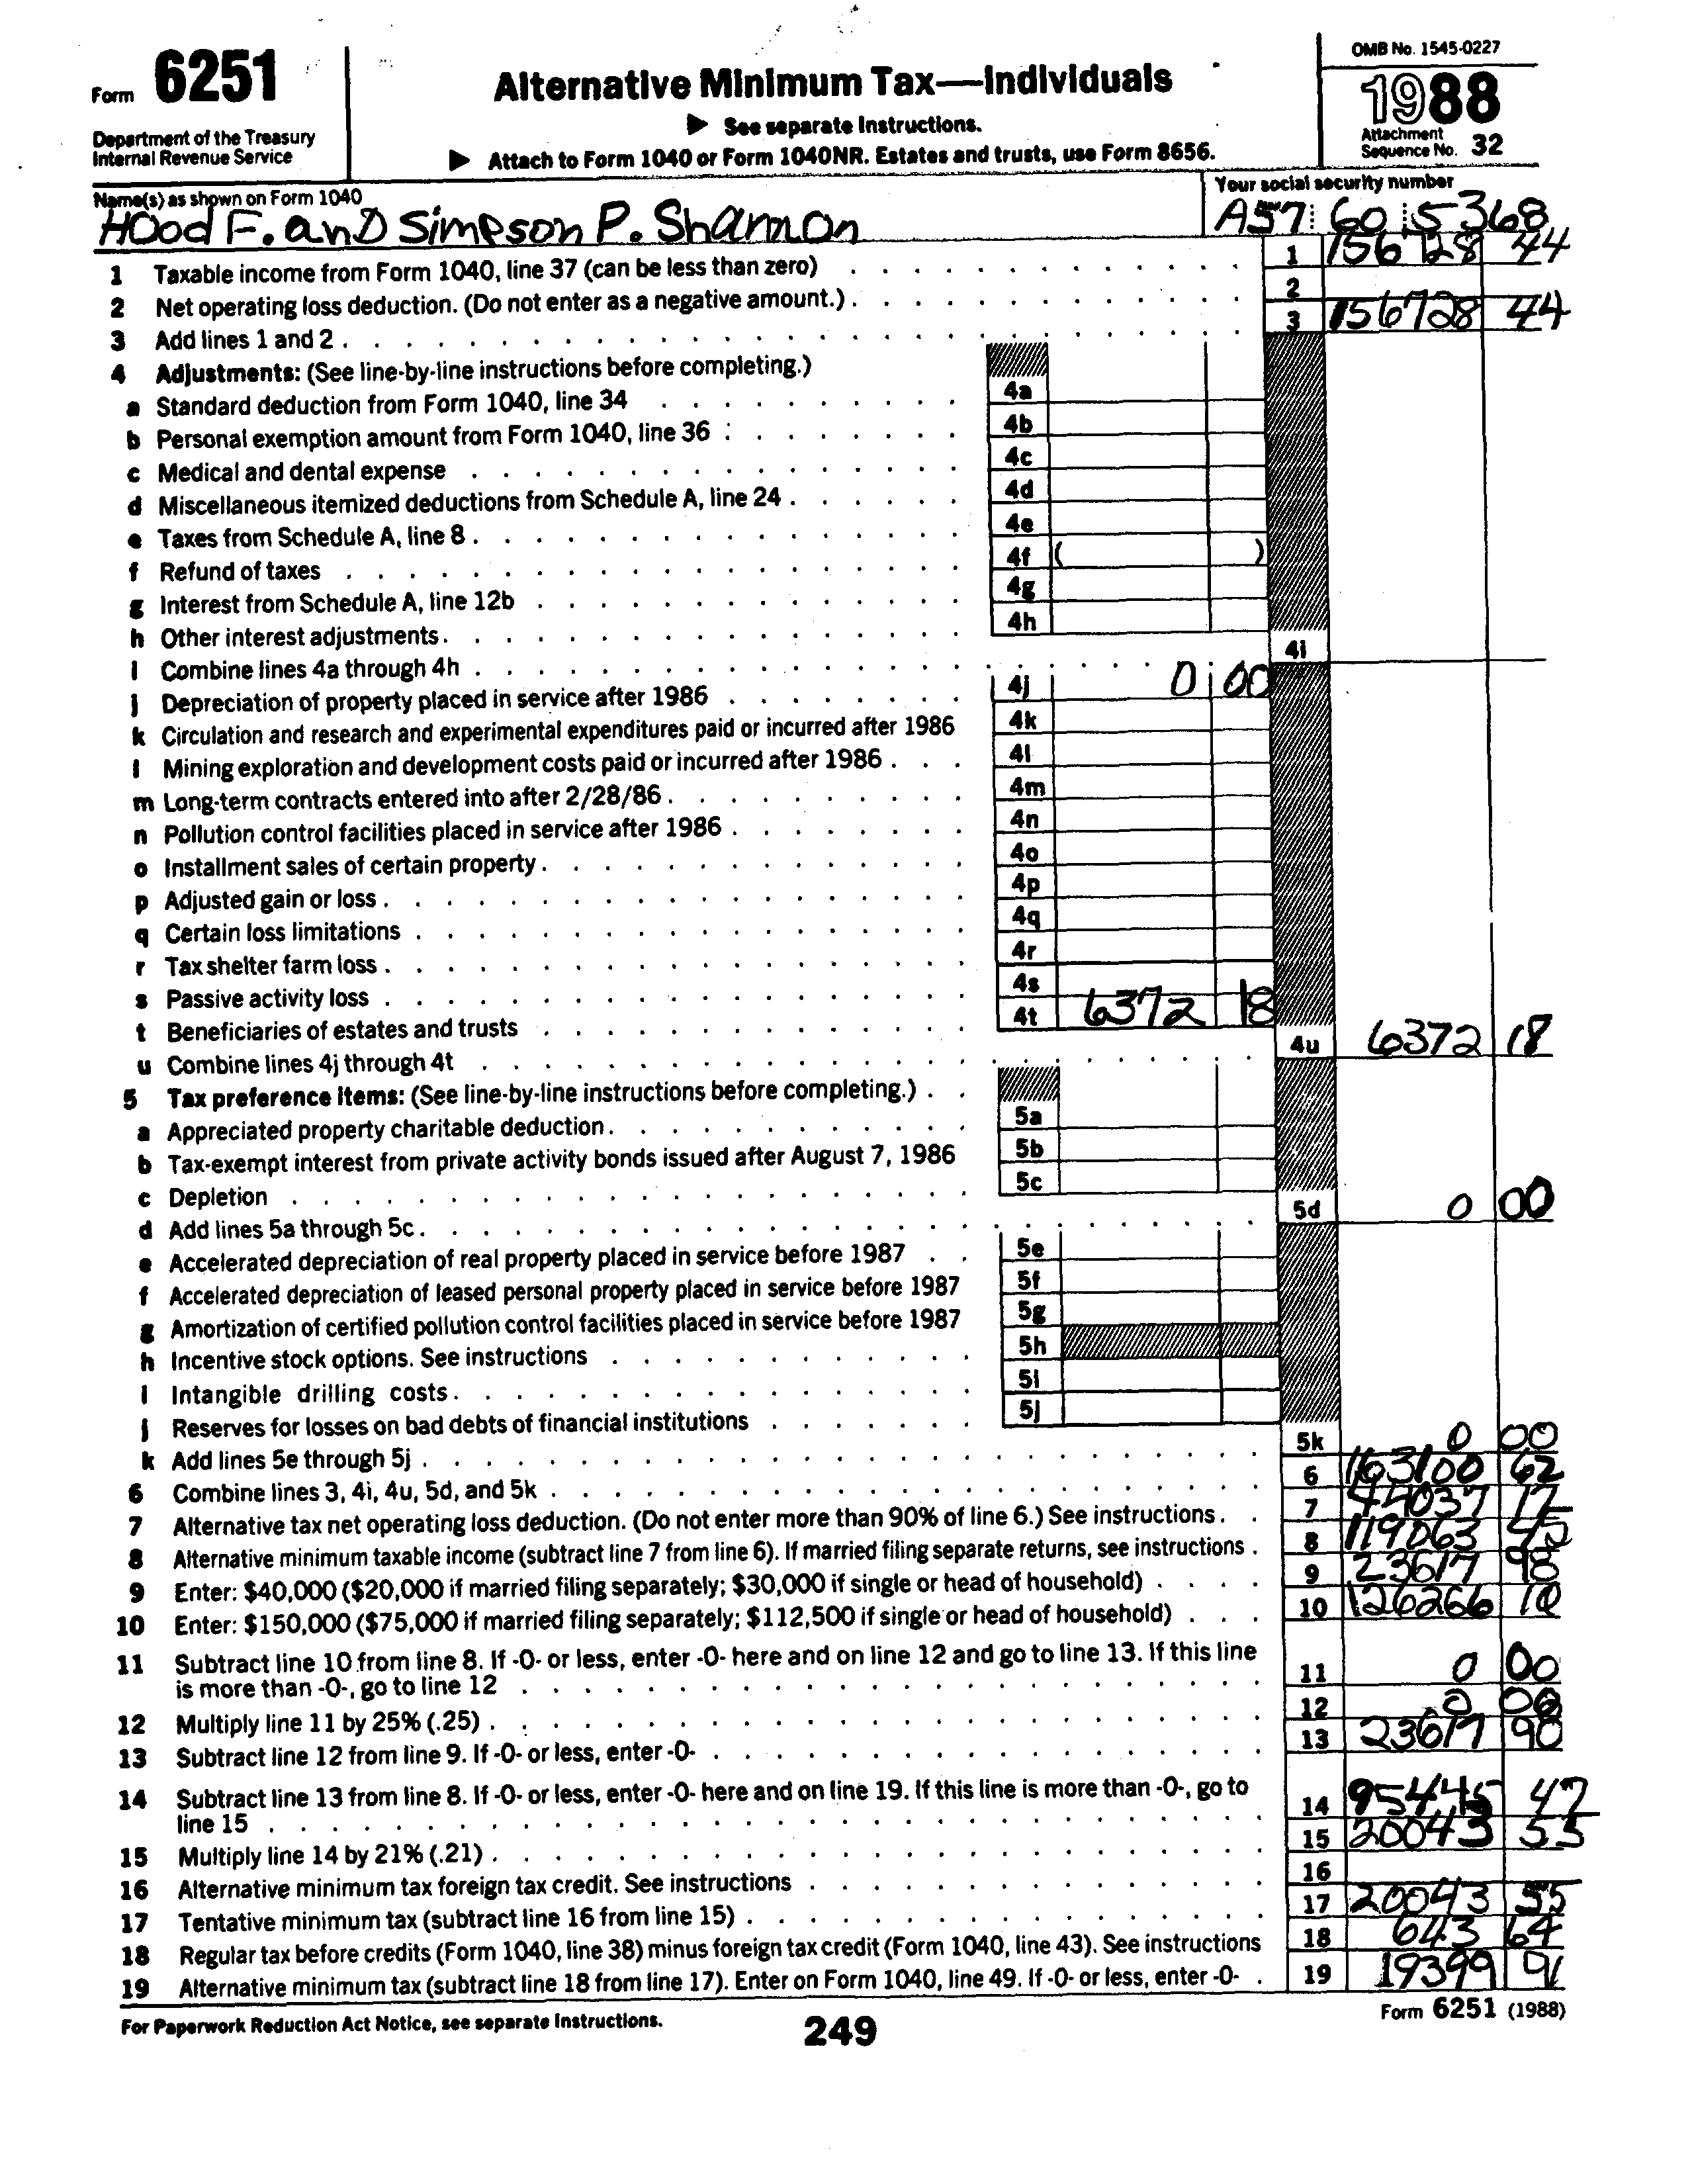 Form 6251
Department of the Treasury
Internal Revenue Service
Alternative Minimum Tax—Individuals
▶ See separate Instructions.
▶ Attach to Form 1040 or Form 1040NR. Estates and trusts, use Form 8656.
OMB No. 1545-0227
1988
Attachment
Sequence No. 32
Name(s) as shown on Form 1040
Hood F. anD Simpson P. Shannon
Your social security number
A57 60 5368
1 Taxable income from Form 1040, line 37 (can be less than zero) 1 156728 44
2 Net operating loss deduction. (Do not enter as a negative amount.) 2
3 Add lines 1 and 2 3 156728 44
4 Adjustments: (See line-by-line instructions before completing.)
a Standard deduction from Form 1040, line 34 4a
b Personal exemption amount from Form 1040, line 36 4b
c Medical and dental expense 4c
d Miscellaneous itemized deductions from Schedule A, line 24 4d
e Taxes from Schedule A, line 8 4e
f Refund of taxes 4f ( )
g Interest from Schedule A, line 12b 4g
h Other interest adjustments 4h
i Combine lines 4a through 4h 4i
j Depreciation of property placed in service after 1986 4j 0 00
k Circulation and research and experimental expenditures paid or incurred after 1986 4k
l Mining exploration and development costs paid or incurred after 1986 4l
m Long-term contracts entered into after 2/28/86 4m
n Pollution control facilities placed in service after 1986 4n
o Installment sales of certain property 4o
p Adjusted gain or loss 4p
q Certain loss limitations 4q
r Tax shelter farm loss 4r
s Passive activity loss 4s
t Beneficiaries of estates and trusts 4t 6372 18
u Combine lines 4j through 4t 4u 6372 18
5 Tax preference Items: (See line-by-line instructions before completing.)
a Appreciated property charitable deduction 5a
b Tax-exempt interest from private activity bonds issued after August 7, 1986 5b
c Depletion 5c
d Add lines 5a through 5c 5d 0 00
e Accelerated depreciation of real property placed in service before 1987 5e
f Accelerated depreciation of leased personal property placed in service before 1987 5f
g Amortization of certified pollution control facilities placed in service before 1987 5g
h Incentive stock options. See instructions 5h
i Intangible drilling costs 5i
j Reserves for losses on bad debts of financial institutions 5j
k Add lines 5e through 5j 5k 0 00
6 Combine lines 3, 4i, 4u, 5d, and 5k 6 163100 62
7 Alternative tax net operating loss deduction. (Do not enter more than 90% of line 6.) See instructions 7 44037 17
8 Alternative minimum taxable income (subtract line 7 from line 6). If married filing separate returns, see instructions 8 119063 45
9 Enter: $40,000 ($20,000 if married filing separately; $30,000 if single or head of household) 9 23617 98
10 Enter: $150,000 ($75,000 if married filing separately; $112,500 if single or head of household) 10 126266 10
11 Subtract line 10 from line 8. If -0- or less, enter -0- here and on line 12 and go to line 13. If this line
is more than -0-, go to line 12 11 0 00
12 Multiply line 11 by 25% (.25) 12 0 00
13 Subtract line 12 from line 9. If -0- or less, enter -0- 13 23617 98
14 Subtract line 13 from line 8. If -0- or less, enter -0- here and on line 19. If this line is more than -0-, go to
line 15 14 95445 47
15 Multiply line 14 by 21% (.21) 15 20043 55
16 Alternative minimum tax foreign tax credit. See instructions 16
17 Tentative minimum tax (subtract line 16 from line 15) 17 20043 55
18 Regular tax before credits (Form 1040, line 38) minus foreign tax credit (Form 1040, line 43). See instructions 18 643 64
19 Alternative minimum tax (subtract line 18 from line 17). Enter on Form 1040, line 49. If -0- or less, enter -0- 19 19399 91
For Paperwork Reduction Act Notice, see separate Instructions.
249
Form 6251 (1988)